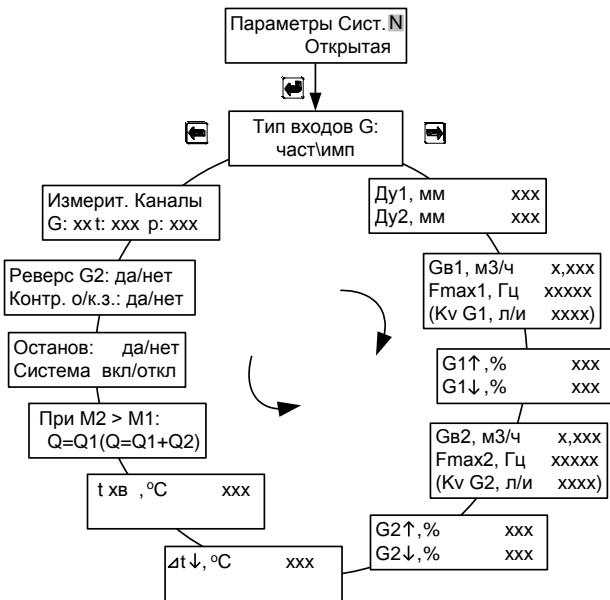 Параметры Сист. N
Открытая
Тип входов G:
част\имп
Ду1, мм xxx
Ду2, мм xxx
Gв1, м3/ч x,xxx
Fmax1, Гц xxxxx
(Kv G1, л/и xxxx)
G1↑,% xxx
G1↓,% xxx
Gв2, м3/ч x,xxx
Fmax2, Гц xxxxx
(Kv G2, л/и xxxx)
G2↑,% xxx
G2↓,% xxx
⊿t↓, ºC xxx
t хв , ºC xxx
При M2 > M1:
Q=Q1(Q=Q1+Q2)
Останов: да/нет
Система вкл/откл
Реверс G2: да/нет
Контр. о/к.з.: да/нет
Измерит. Каналы
G: xx t: xxx p: xxx